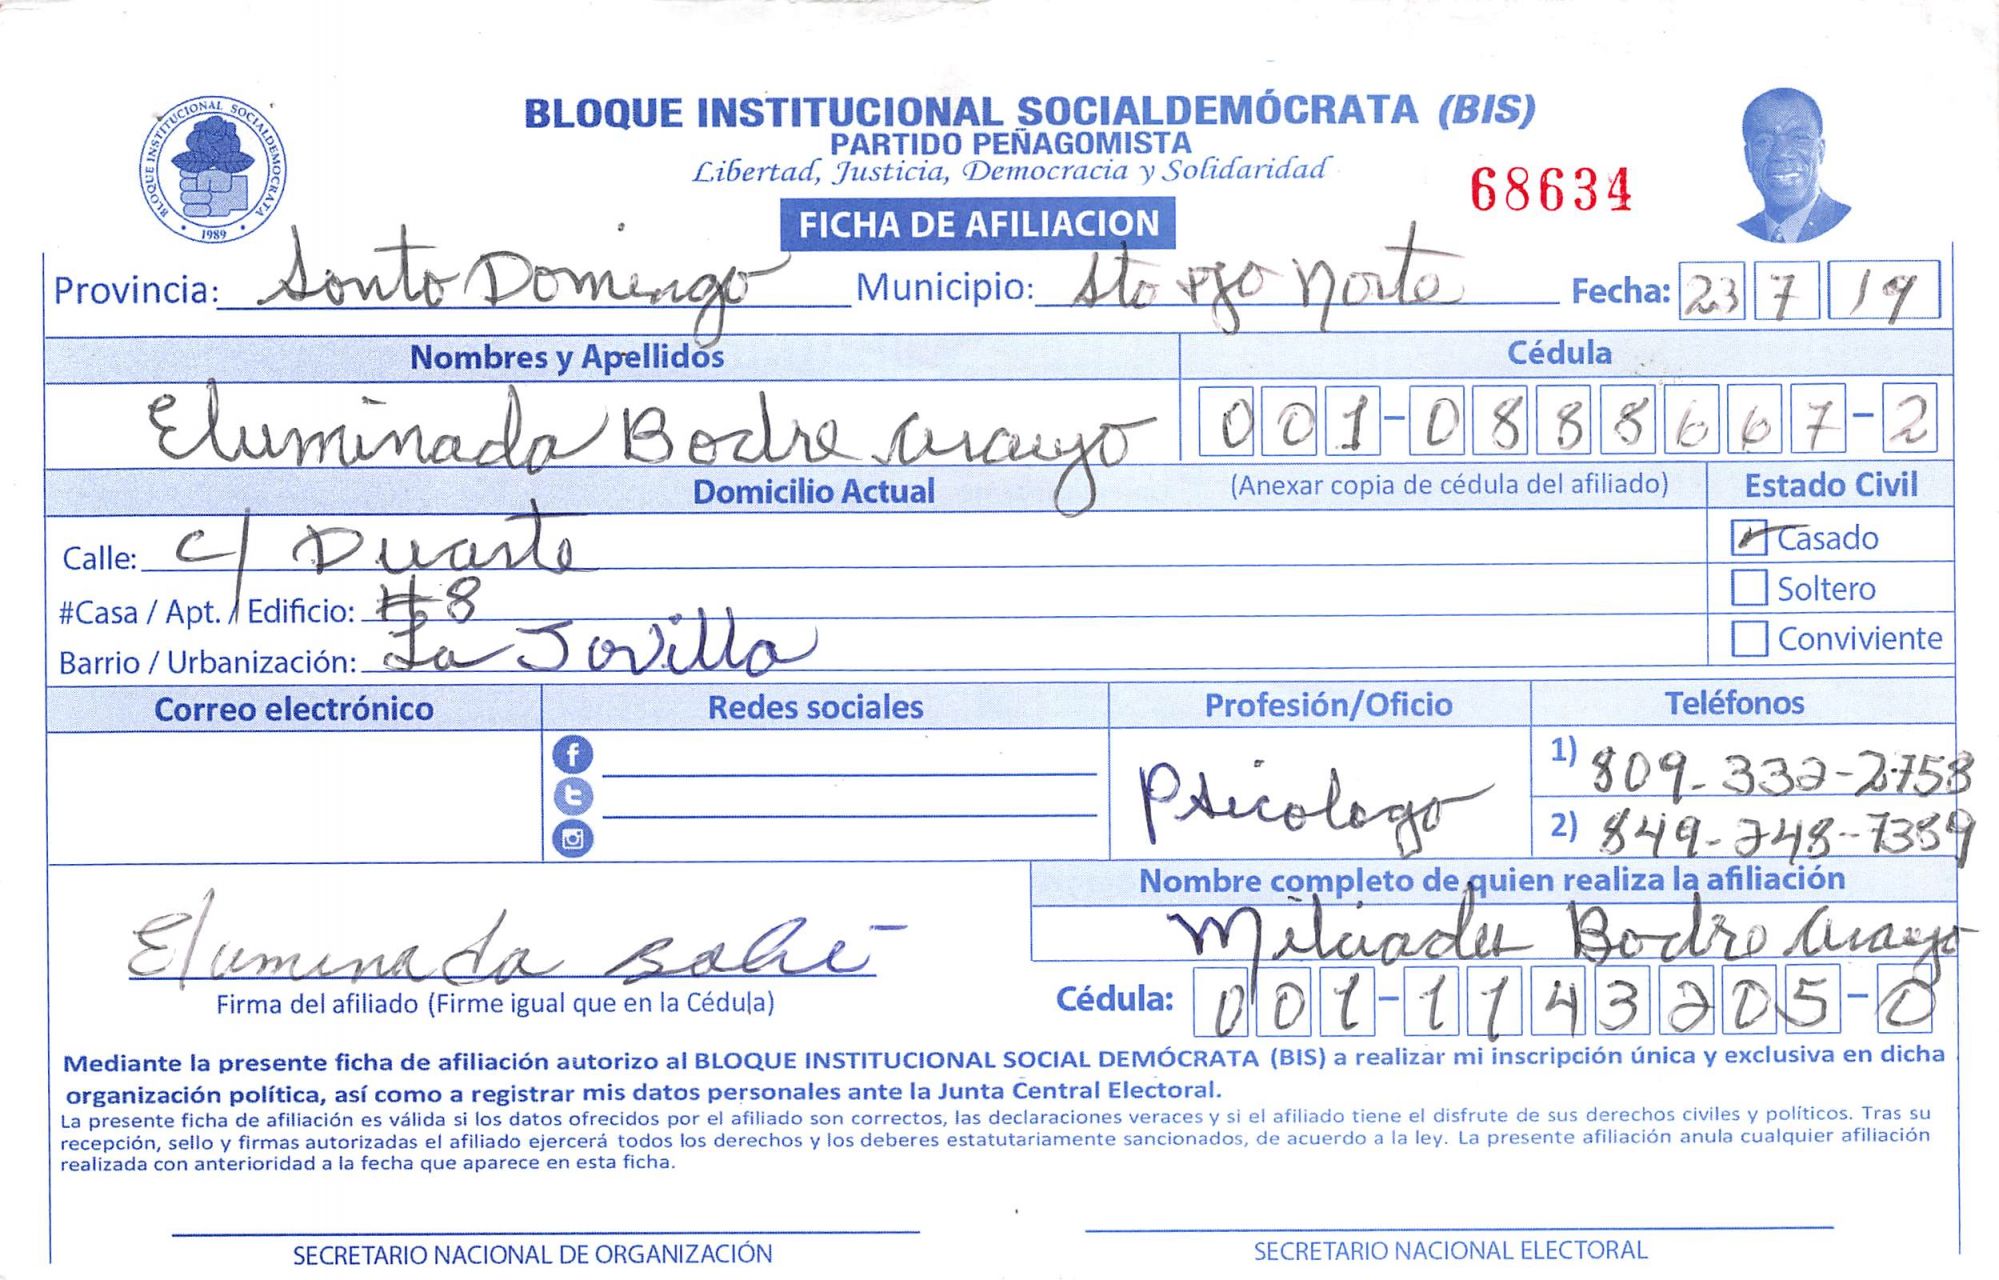 BLOQUE INSTITUCIONAL SOCIALDEMÓCRATA (BIS)
PARTIDO PEÑAGOMISTA
Libertad, Justicia, Democracia y Solidaridad
BLOQUE INSTITUCIONAL SOCIALDEMOCRATA
1989
68634
FICHA DE AFILIACION
Provincia: Santo Domingo Municipio: Sto Dgo Norte Fecha: 23 7 19
Nombres y Apellidos Cédula
Eluminada Bodre Araujo 001-0888667-2
Domicilio Actual (Anexar copia de cédula del afiliado) Estado Civil
Calle: c/ Duarte Casado
#Casa / Apt. / Edificio: #8 Soltero
Barrio / Urbanización: La Javilla Conviviente
Correo electrónico Redes sociales Profesión/Oficio Teléfonos
Psicologo 1) 809-332-2753
2) 849-248-7389
Nombre completo de quien realiza la afiliación
Milciades Bodre Araujo
Eluminada
Firma del afiliado (Firme igual que en la Cédula) Cédula: 001-1143205-0
Mediante la presente ficha de afiliación autorizo al BLOQUE INSTITUCIONAL SOCIAL DEMÓCRATA (BIS) a realizar mi inscripción única y exclusiva en dicha
organización política, así como a registrar mis datos personales ante la Junta Central Electoral.
La presente ficha de afiliación es válida si los datos ofrecidos por el afiliado son correctos, las declaraciones veraces y si el afiliado tiene el disfrute de sus derechos civiles y políticos. Tras su
recepción, sello y firmas autorizadas el afiliado ejercerá todos los derechos y los deberes estatutariamente sancionados, de acuerdo a la ley. La presente afiliación anula cualquier afiliación
realizada con anterioridad a la fecha que aparece en esta ficha.
SECRETARIO NACIONAL DE ORGANIZACIÓN SECRETARIO NACIONAL ELECTORAL